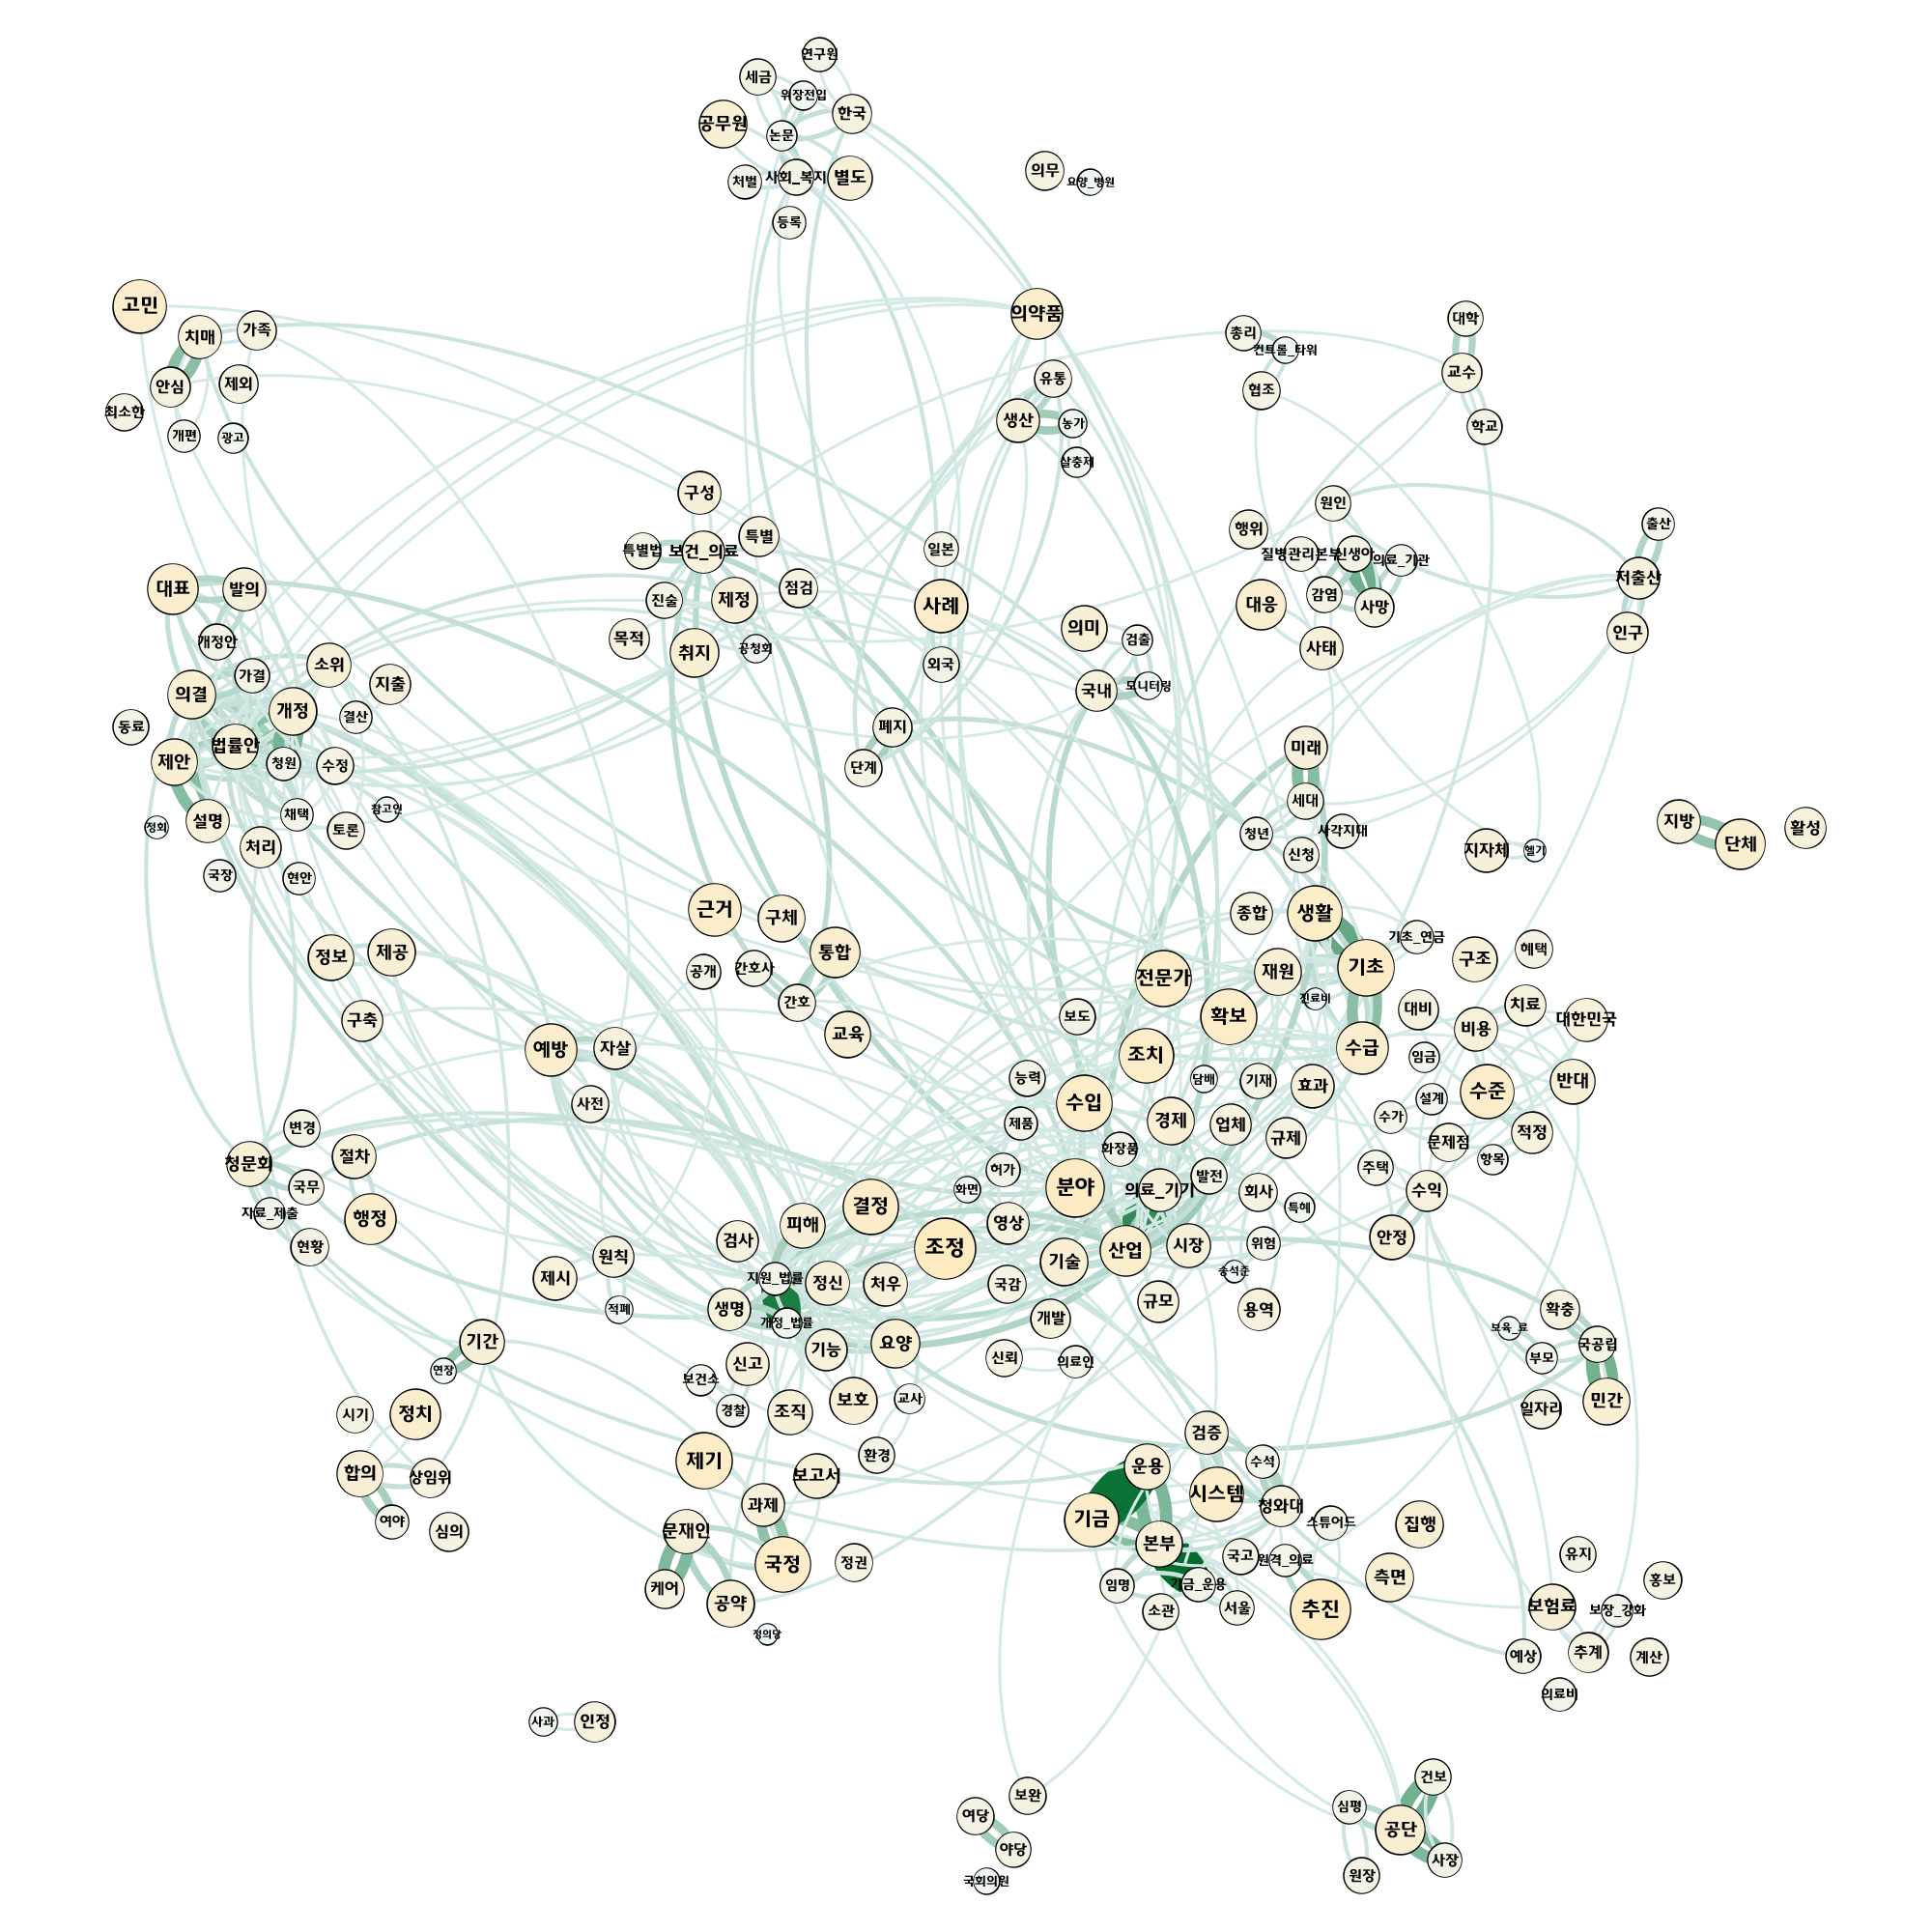 연구원
세금
위장전입
한국
공무원
논문
처벌
사회_복지
별도
등록
의무
요양_병원
고민
치매
가족
안심
제외
최소한
개편
광고
의약품
유통
생산
농가
살충제
총리
컨트롤_타워
협조
대학
교수
학교
구성
특별법
보건_의료
특별
진술
제정
점검
목적
취지
공청회
일본
사례
외국
의미
검출
국내
모니터링
폐지
단계
원인
행위
질병관리본부
신생아
의료_기관
감염
사망
대응
사태
출산
저출산
인구
대표
발의
개정안
가결
소위
의결
지출
개정
결산
동료
법률안
제안
청원
수정
채택
참고인
정회
설명
토론
처리
국장
현안
미래
세대
청년
사각지대
신청
지자체
헬기
지방
단체
활성
근거
구체
통합
공개
간호사
간호
교육
정보
제공
구축
예방
자살
사전
생활
종합
기초_연금
기초
재원
전문가
진료비
확보
수급
보도
조치
구조
혜택
대비
비용
치료
대한민국
임금
수준
반대
설계
수가
문제점
적정
항목
주택
수익
안정
능력
담배
기재
효과
수입
제품
경제
업체
규제
화장품
허가
화면
분야
의료_기기
발전
회사
특혜
영상
산업
시장
위험
송석준
기술
국감
규모
용역
개발
신뢰
의료인
변경
청문회
절차
국무
자료_제출
행정
현황
원칙
제시
적폐
결정
피해
검사
조정
지원_법률
정신
처우
생명
개정_법률
요양
기능
신고
보건소
보호
교사
경찰
조직
환경
기간
연장
시기
정치
합의
상임위
여야
심의
제기
보고서
과제
문재인
국정
정권
케어
공약
정의당
확충
보육_료
국공립
부모
민간
일자리
검증
운용
수석
시스템
청와대
기금
스튜어드
집행
본부
국고
원격_의료
임명
기금_운용
측면
소관
서울
추진
유지
홍보
보험료
보장_강화
예상
추계
계산
의료비
사과
인정
보완
여당
야당
국회의원
건보
심평
공단
사장
원장